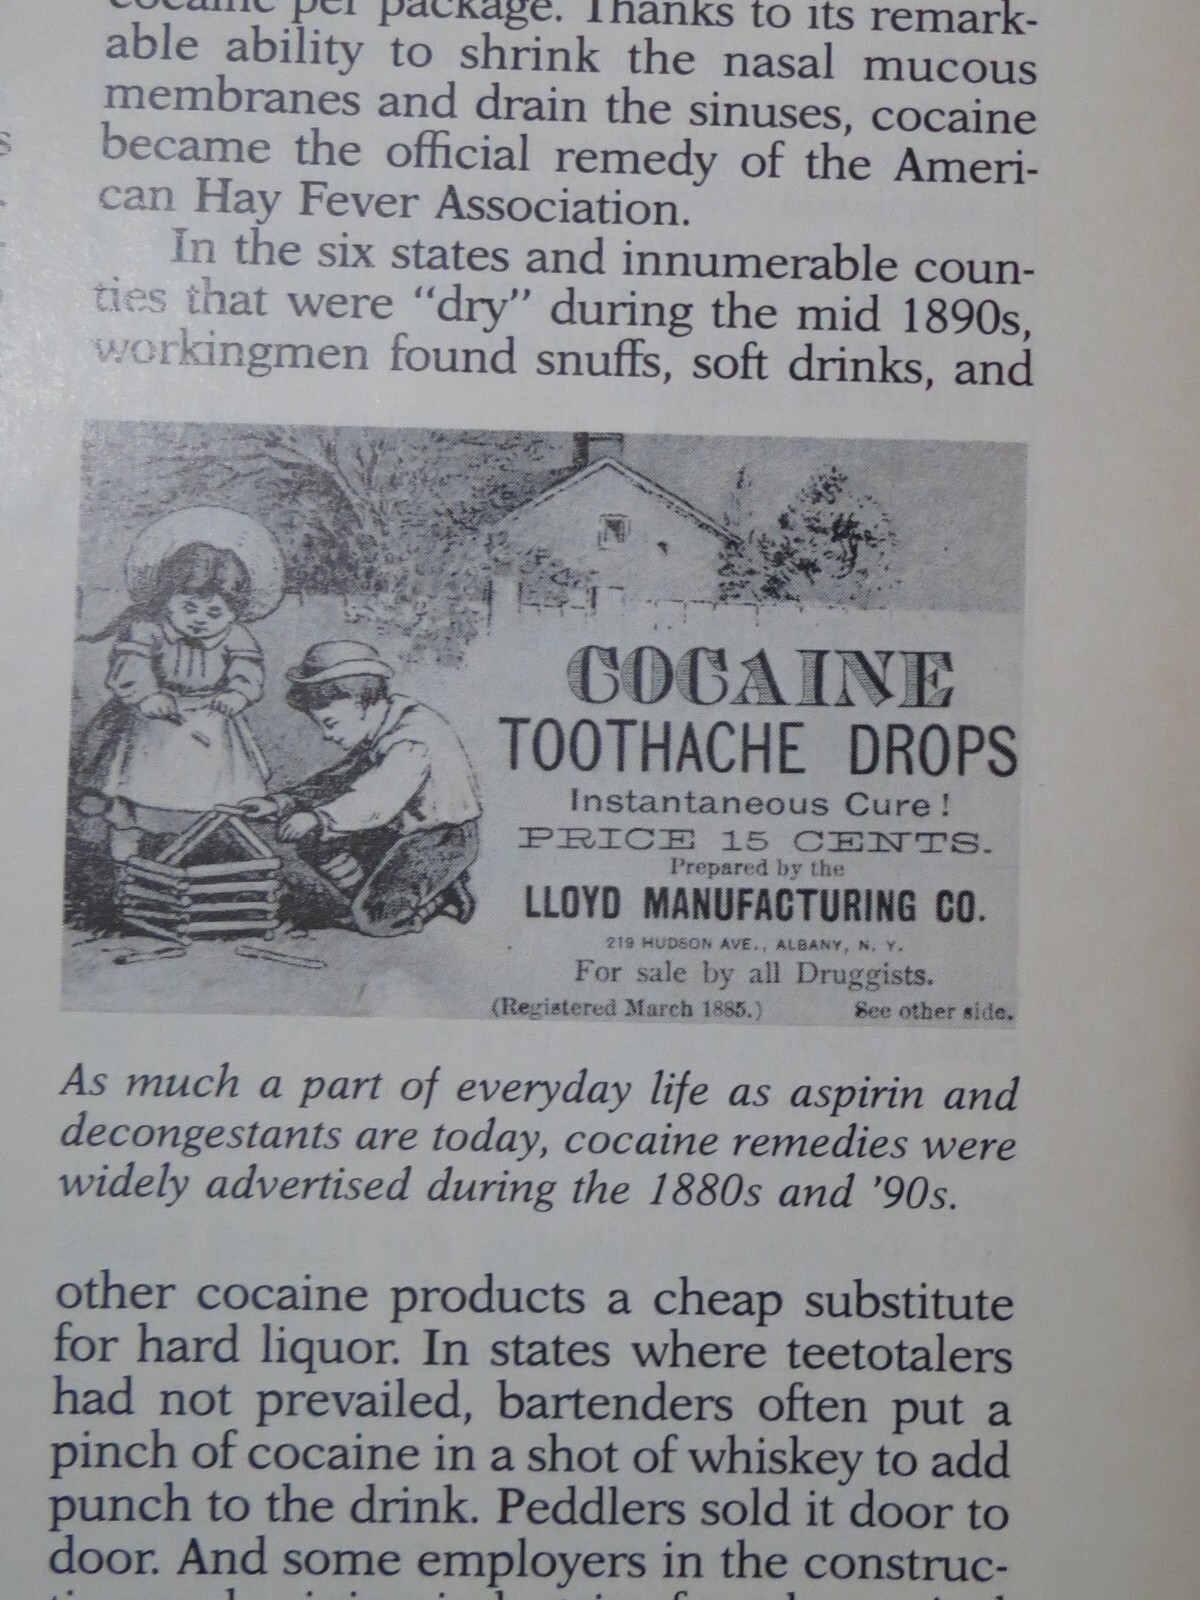 cocaine per package. Thanks to its remark-
able ability to shrink the nasal mucous
membranes and drain the sinuses, cocaine
became the official remedy of the Ameri-
can Hay Fever Association.
In the six states and innumerable coun-
ties that were “dry” during the mid 1890s,
workingmen found snuffs, soft drinks, and
COCAINE
TOOTHACHE DROPS
Instantaneous Cure!
PRICE 15 CENTS.
Prepared by the
LLOYD MANUFACTURING CO.
219 HUDSON AVE., ALBANY, N. Y.
For sale by all Druggists.
(Registered March 1885.) See other side.
As much a part of everyday life as aspirin and
decongestants are today, cocaine remedies were
widely advertised during the 1880s and ’90s.
other cocaine products a cheap substitute
for hard liquor. In states where teetotalers
had not prevailed, bartenders often put a
pinch of cocaine in a shot of whiskey to add
punch to the drink. Peddlers sold it door to
door. And some employers in the construc-